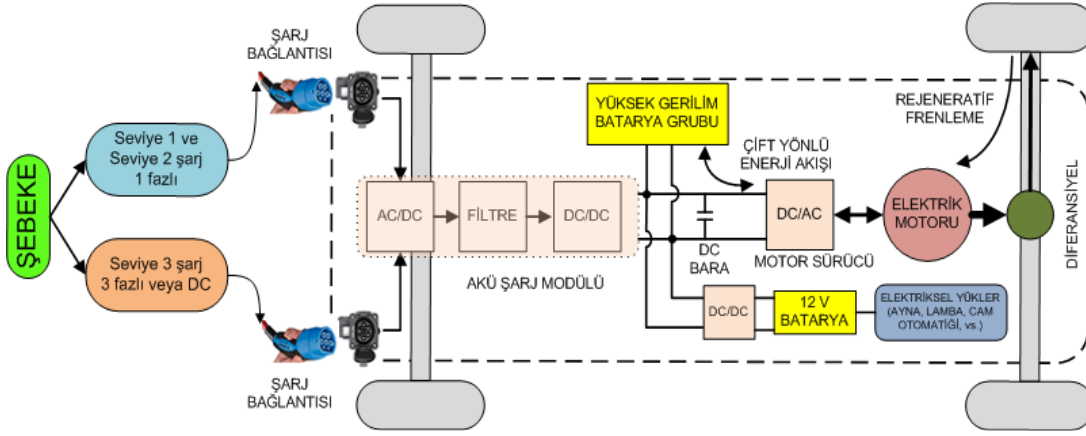 ŞEBEKE
Seviye 1 ve
Seviye 2 şarj
1 fazlı
Seviye 3 şarj
3 fazlı veya DC
ŞARJ
BAĞLANTISI
ŞARJ
BAĞLANTISI
AC/DC
FİLTRE
DC/DC
AKÜ ŞARJ MODÜLÜ
YÜKSEK GERİLİM
BATARYA GRUBU
ÇİFT YÖNLÜ
ENERJİ AKIŞI
DC
BARA
DC/AC
MOTOR SÜRÜCÜ
DC/DC
12 V
BATARYA
ELEKTRİKSEL YÜKLER
(AYNA, LAMBA, CAM
OTOMATİĞİ, vs.)
ELEKTRİK
MOTORU
REJENERATİF
FRENLEME
DİFERANSİYEL